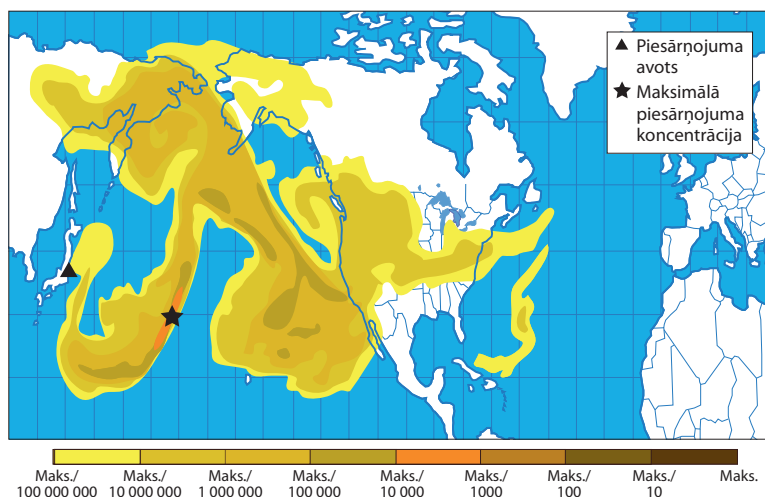 Piesārņojuma
avots
Maksimālā
piesārņojuma
koncentrācija
Maks./ Maks./ Maks./ Maks./ Maks./ Maks./ Maks./ Maks./ Maks.
100 000 000 10 000 000 1 000 000 100 000 10 000 1000 100 10